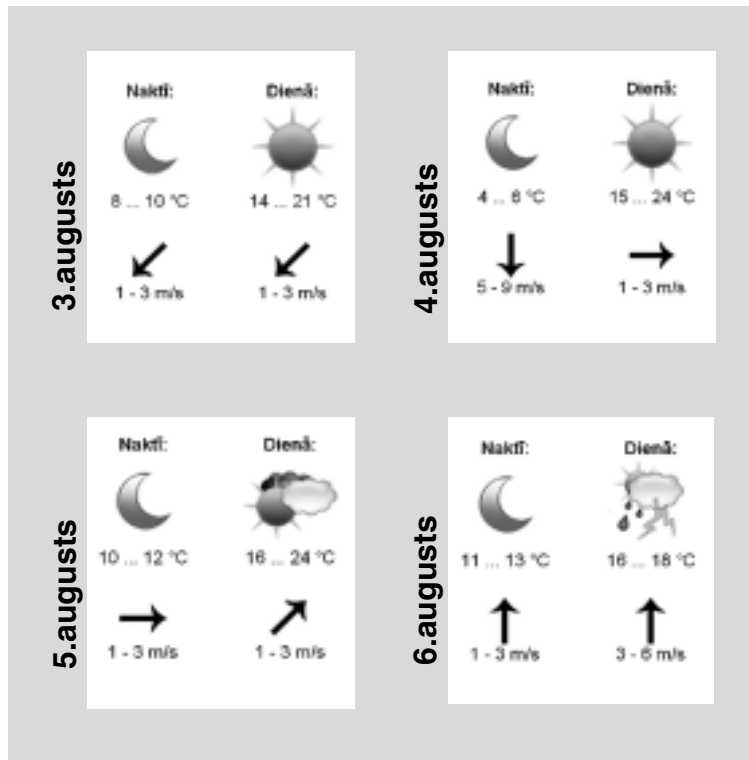 3.augusts
Naktī: Dienā:
8 ... 10 °C 14 ... 21 °C
1 - 3 m/s 1 - 3 m/s
4.augusts
Naktī: Dienā:
4 ... 6 °C 15 ... 24 °C
5 - 9 m/s 1 - 3 m/s
5.augusts
Naktī: Dienā:
10 ... 12 °C 16 ... 24 °C
1 - 3 m/s 1 - 3 m/s
6.augusts
Naktī: Dienā:
11 ... 13 °C 16 ... 18 °C
1 - 3 m/s 3 - 6 m/s